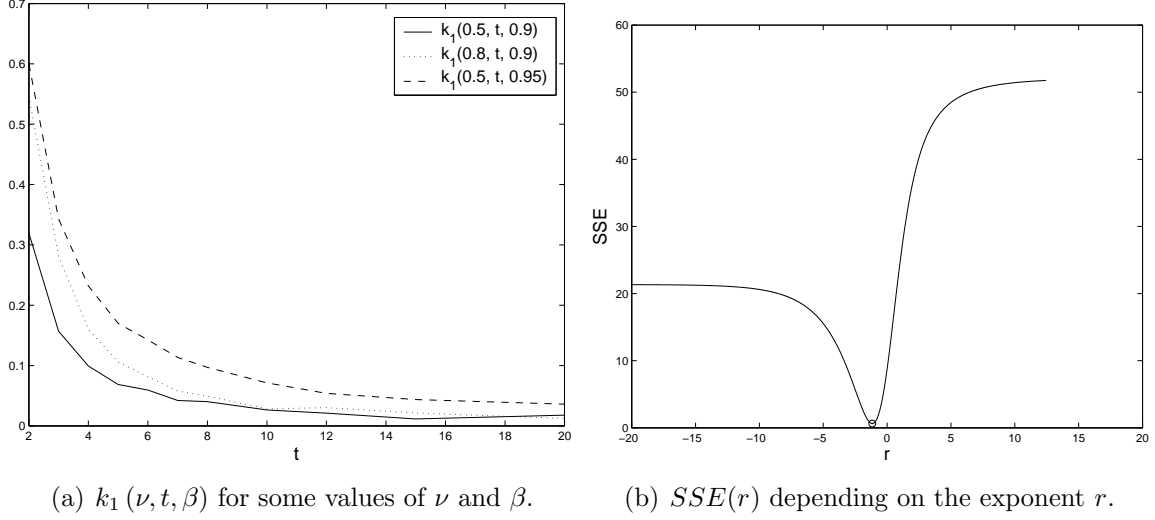 0.7
0.6
0.5
0.4
0.3
0.2
0.1
0
2 4 6 8 10 12 14 16 18 20
t
k₁(0.5, t, 0.9)
k₁(0.8, t, 0.9)
k₁(0.5, t, 0.95)
(a) k₁ (ν, t, β) for some values of ν and β.
60
50
40
30
20
10
0
SSE
−20 −15 −10 −5 0 5 10 15 20
r
(b) SSE(r) depending on the exponent r.